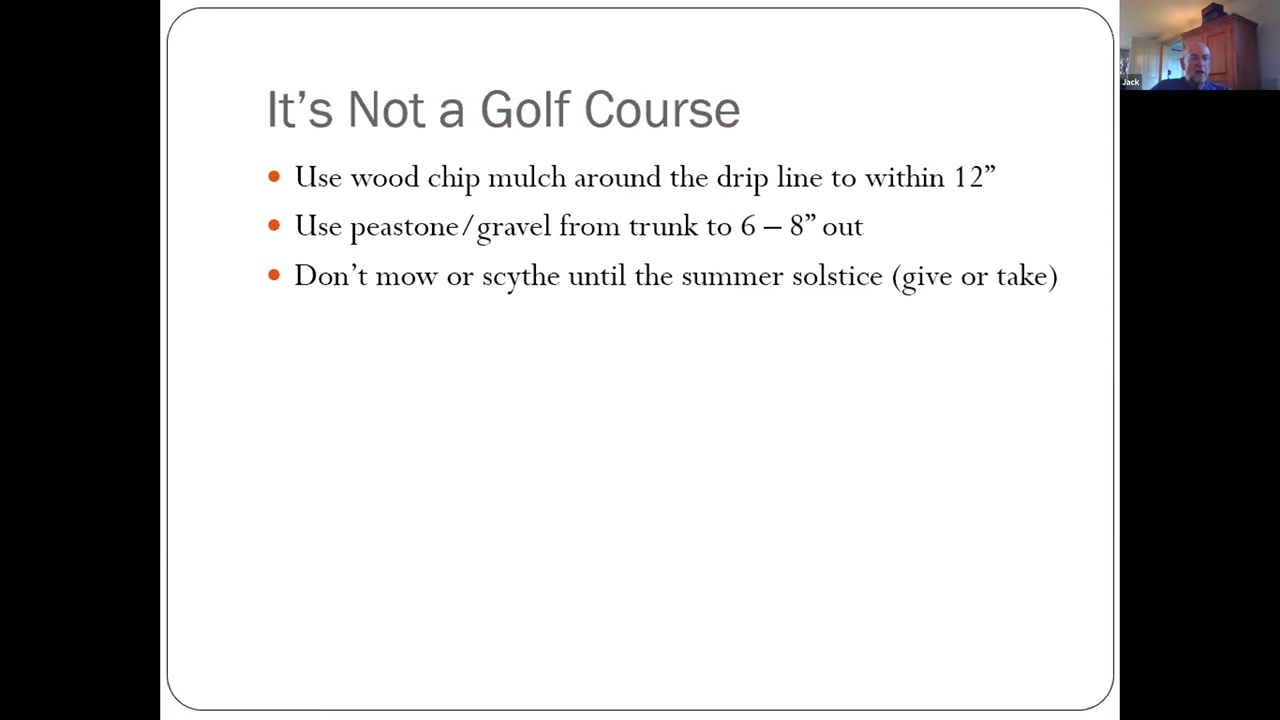 It’s Not a Golf Course
• Use wood chip mulch around the drip line to within 12”
• Use peastone/gravel from trunk to 6 – 8” out
• Don’t mow or scythe until the summer solstice (give or take)
Jack